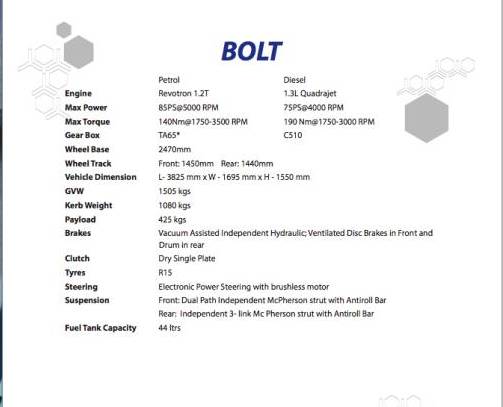 BOLT
Petrol Diesel
Engine Revotron 1.2T 1.3L Quadrajet
Max Power 85PS@5000 RPM 75PS@4000 RPM
Max Torque 140Nm@1750-3500 RPM 190 Nm@1750-3000 RPM
Gear Box TA65* C510
Wheel Base 2470mm
Wheel Track Front: 1450mm Rear: 1440mm
Vehicle Dimension L- 3825 mm x W - 1695 mm x H - 1550 mm
GVW 1505 kgs
Kerb Weight 1080 kgs
Payload 425 kgs
Brakes Vacuum Assisted Independent Hydraulic; Ventilated Disc Brakes in Front and
Drum in rear
Clutch Dry Single Plate
Tyres R15
Steering Electronic Power Steering with brushless motor
Suspension Front: Dual Path Independent McPherson strut with Antiroll Bar
Rear: Independent 3- link Mc Pherson strut with Antiroll Bar
Fuel Tank Capacity 44 ltrs